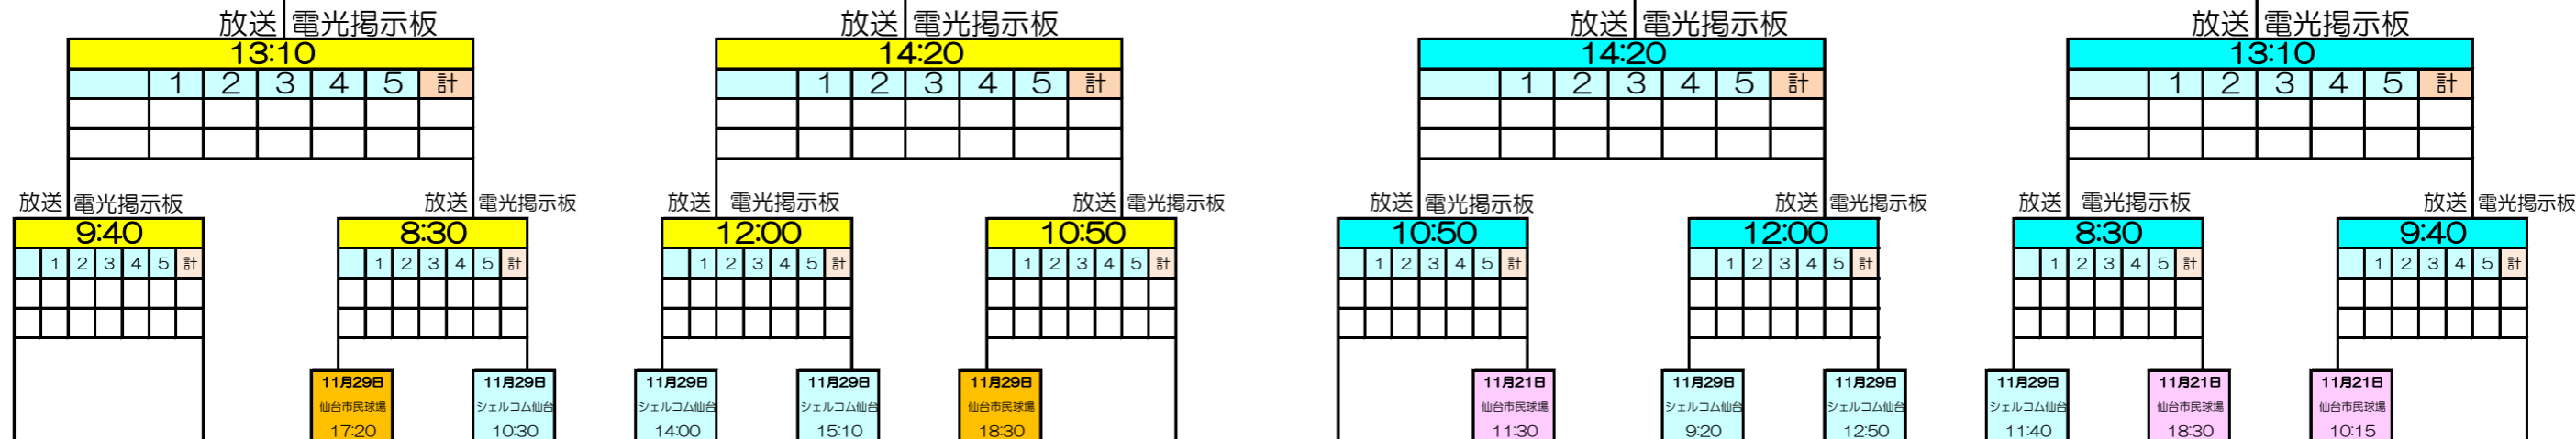 放送 電光掲示板 放送 電光掲示板 放送 電光掲示板 放送 電光掲示板
13:10 14:20 14:20 13:10
1 2 3 4 5 計 1 2 3 4 5 計 1 2 3 4 5 計 1 2 3 4 5 計
放送 電光掲示板 放送 電光掲示板 放送 電光掲示板 放送 電光掲示板 放送 電光掲示板 放送 電光掲示板 放送 電光掲示板 放送 電光掲示板
9:40 8:30 12:00 10:50 10:50 12:00 8:30 9:40
1 2 3 4 5 計 1 2 3 4 5 計 1 2 3 4 5 計 1 2 3 4 5 計 1 2 3 4 5 計 1 2 3 4 5 計 1 2 3 4 5 計 1 2 3 4 5 計
11月29日 11月29日 11月29日 11月29日 11月29日 11月21日 11月29日 11月29日 11月29日 11月21日 11月21日
仙台市民球場 シェルコム仙台 シェルコム仙台 シェルコム仙台 仙台市民球場 仙台市民球場 シェルコム仙台 シェルコム仙台 シェルコム仙台 仙台市民球場 仙台市民球場
17:20 10:30 14:00 15:10 18:30 11:30 9:20 12:50 11:40 18:30 10:15